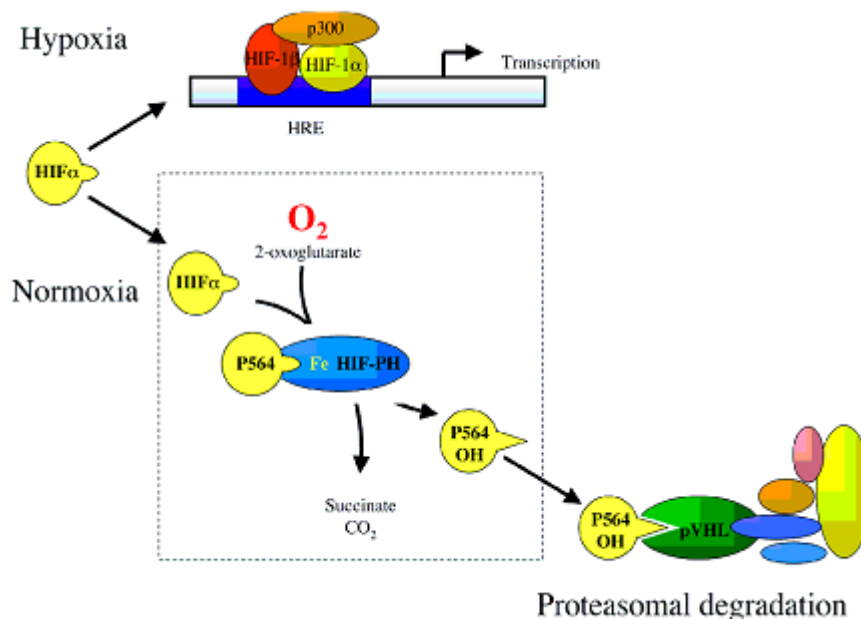 Hypoxia
p300
HIF-1β
HIF-1α
Transcription
HRE
HIFα
O₂
2-oxoglutarate
Normoxia
HIFα
P564
Fe HIF-PH
P564
OH
Succinate
CO₂
P564
OH
pVHL
Proteasomal degradation